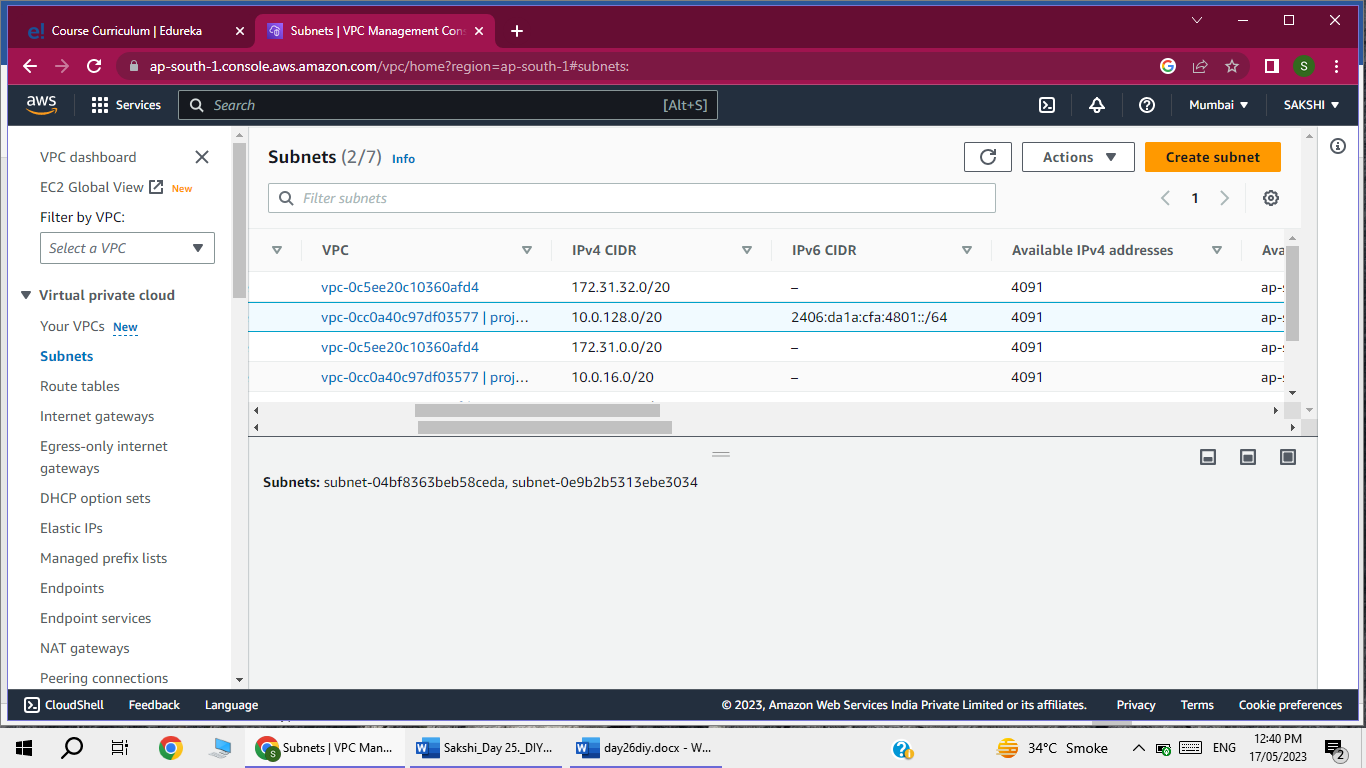 Course Curriculum | Edureka
Subnets | VPC Management Con
ap-south-1.console.aws.amazon.com/vpc/home?region=ap-south-1#subnets:
S
aws
Services
Search
[Alt+S]
Mumbai
SAKSHI
VPC dashboard
EC2 Global View
New
Filter by VPC:
Select a VPC
Virtual private cloud
Your VPCs New
Subnets
Route tables
Internet gateways
Egress-only internet
gateways
DHCP option sets
Elastic IPs
Managed prefix lists
Endpoints
Endpoint services
NAT gateways
Peering connections
Subnets (2/7) Info
Actions
Create subnet
Filter subnets
1
VPC IPv4 CIDR IPv6 CIDR Available IPv4 addresses Ava
vpc-0c5ee20c10360afd4 172.31.32.0/20 – 4091 ap-s
vpc-0cc0a40c97df03577 | proj... 10.0.128.0/20 2406:da1a:cfa:4801::/64 4091 ap-s
vpc-0c5ee20c10360afd4 172.31.0.0/20 – 4091 ap-s
vpc-0cc0a40c97df03577 | proj... 10.0.16.0/20 – 4091 ap-s
Subnets: subnet-04bf8363beb58ceda, subnet-0e9b2b5313ebe3034
CloudShell Feedback Language © 2023, Amazon Web Services India Private Limited or its affiliates. Privacy Terms Cookie preferences
Subnets | VPC Man...
Sakshi_Day 25._DIY...
day26diy.docx - W...
34°C Smoke
ENG
12:40 PM
17/05/2023
2